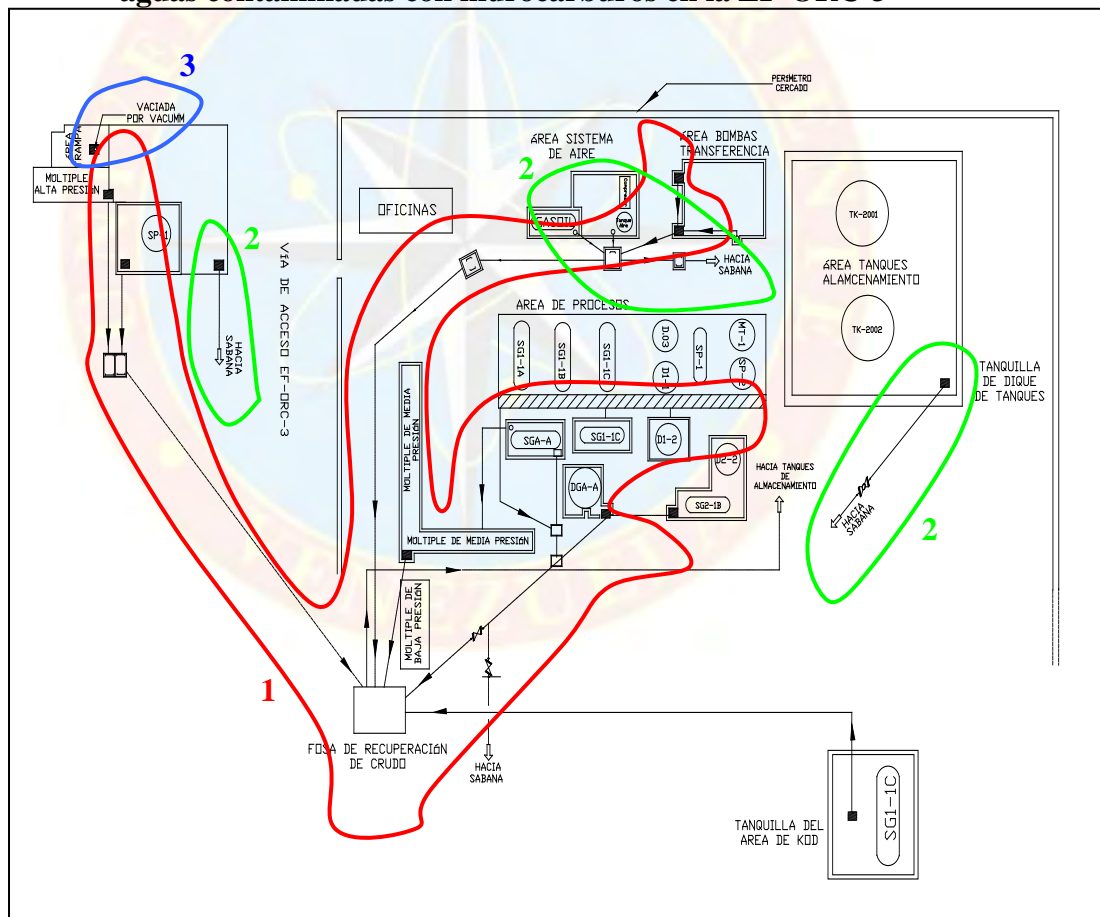 aguas contaminadas con hidrocarburos en la EF-ORC-3
3
VACIADA
POR VACUMM
ÁREA
TRAMPA
MÚLTIPLE
ALTA PRESIÓN
SP-1
2
HACIA
SABANA
VÍA DE ACCESO EF-ORC-3
PERÍMETRO
CERCADO
OFICINAS
ÁREA SISTEMA
DE AIRE
2
GASOIL
Tanque
Aire
ÁREA BOMBAS
TRANSFERENCIA
HACIA
SABANA
TK-2001
ÁREA TANQUES
ALAMCENAMIENTO
TK-2002
AREA DE PROCESOS
SG1-1A
SG1-1B
SG1-1C
D.03
D1-1
SP-1
MT-1
SP-2
TANQUILLA
DE DIQUE
DE TANQUES
HACIA
SABANA
2
MÚLTIPLE DE MEDIA
PRESIÓN
SGA-A
SG1-1C
D1-2
D2-2
DGA-A
SG2-1B
HACIA TANQUES
DE
ALMACENAMIENTO
MÚLTIPLE DE MEDIA PRESIÓN
MÚLTIPLE DE
BAJA PRESIÓN
1
FOSA DE RECUPERACIÓN
DE CRUDO
HACIA
SABANA
TANQUILLA DEL
AREA DE KOD
SG1-1C